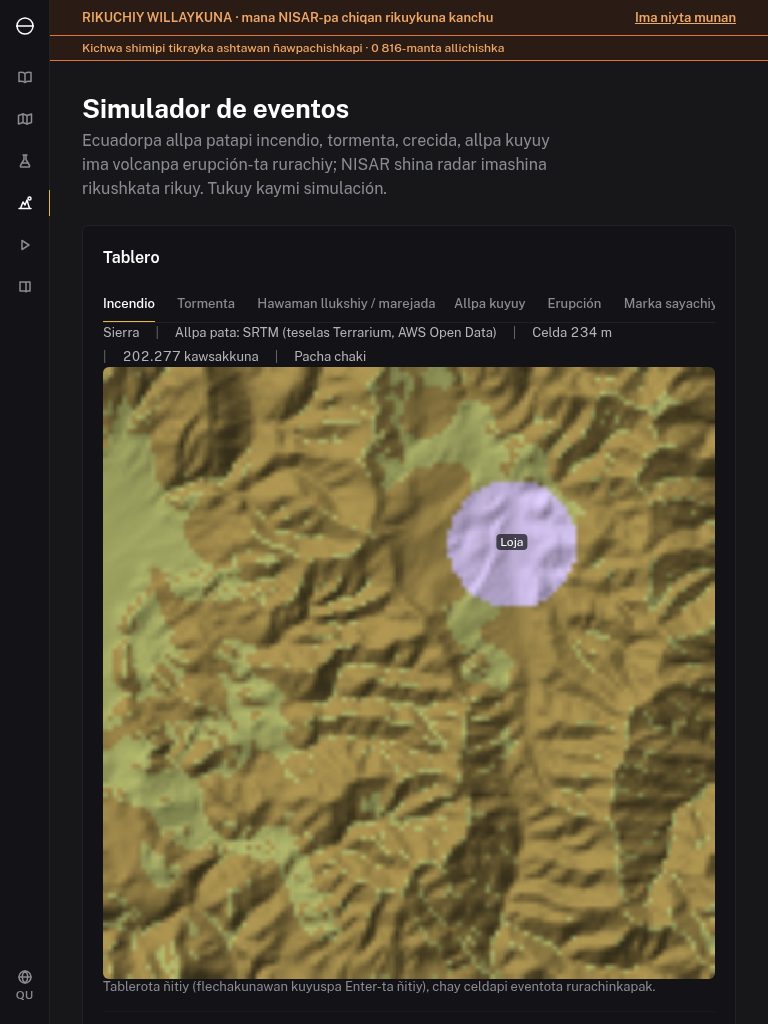 RIKUCHIY WILLAYKUNA · mana NISAR-pa chiqan rikuykuna kanchu
Ima niyta munan
Kichwa shimipi tikrayka ashtawan ñawpachishkapi · 0 816-manta allichishka
Simulador de eventos
Ecuadorpa allpa patapi incendio, tormenta, crecida, allpa kuyuy
ima volcanpa erupción-ta rurachiy; NISAR shina radar imashina
rikushkata rikuy. Tukuy kaymi simulación.
Tablero
Incendio Tormenta Hawaman llukshiy / marejada Allpa kuyuy Erupción Marka sayachiy
Sierra | Allpa pata: SRTM (teselas Terrarium, AWS Open Data) | Celda 234 m
| 202.277 kawsakkuna | Pacha chaki
Loja
Tablerota ñitiy (flechakunawan kuyuspa Enter-ta ñitiy), chay celdapi eventota rurachinkapak.
QU